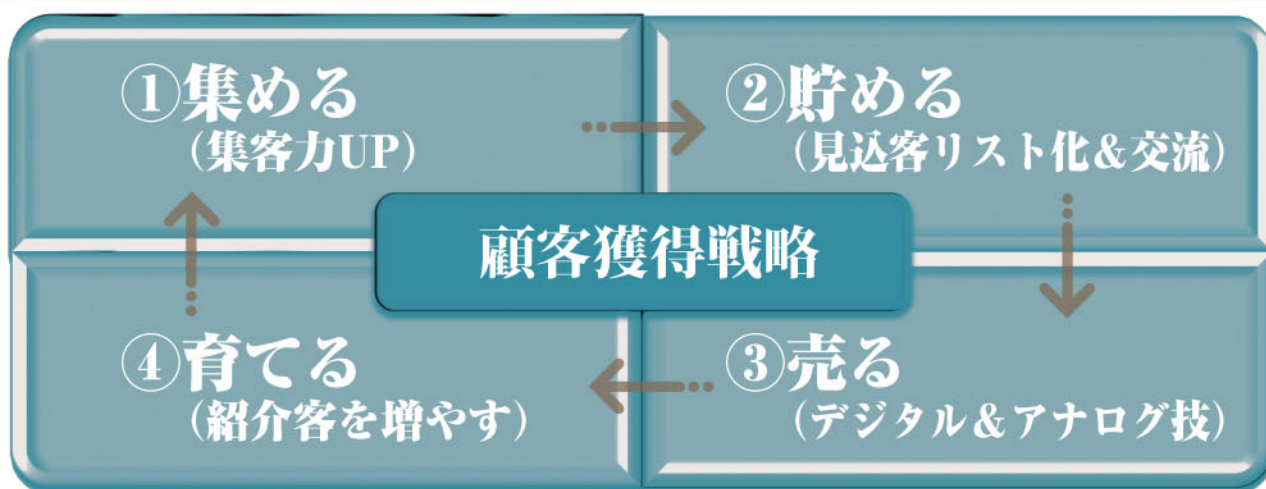 ①集める
(集客力UP)
②貯める
(見込客リスト化&交流)
顧客獲得戦略
④育てる
(紹介客を増やす)
③売る
(デジタル&アナログ技)